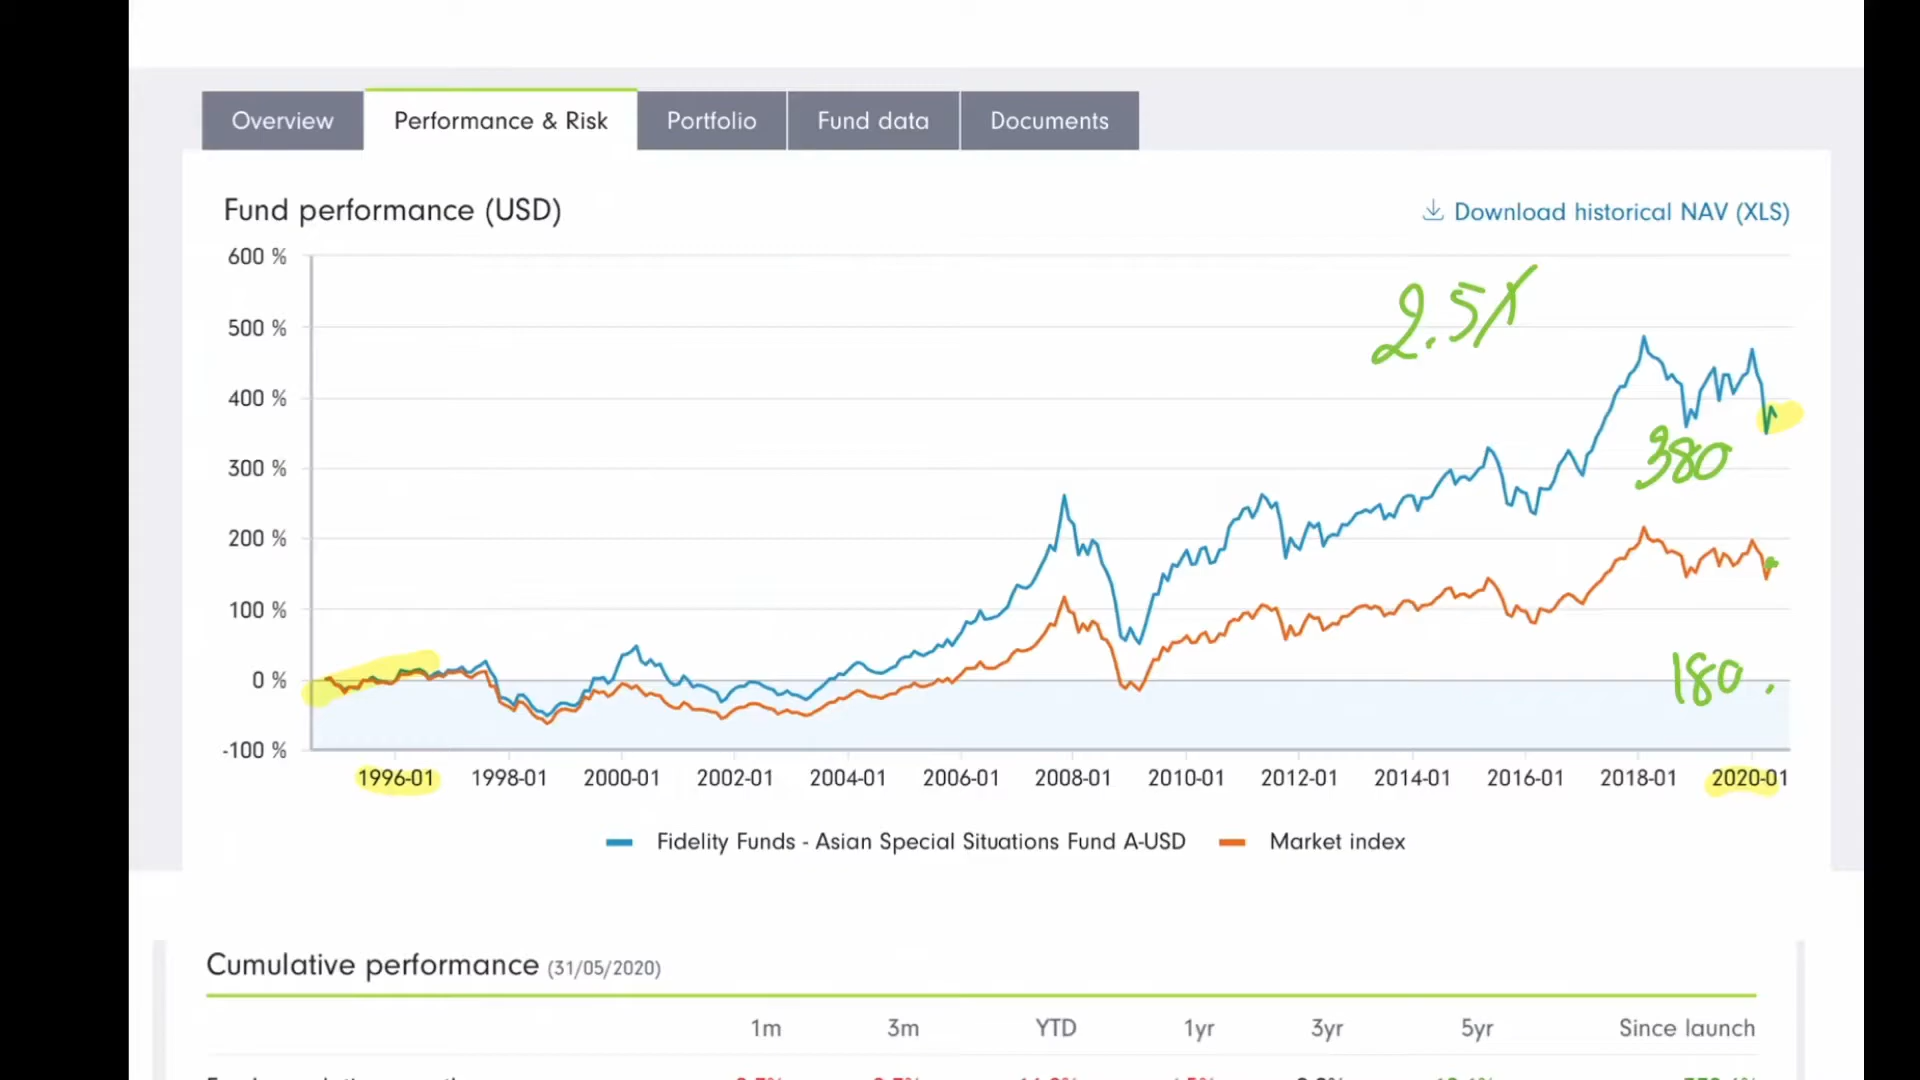 Overview Performance & Risk Portfolio Fund data Documents
Fund performance (USD)
Download historical NAV (XLS)
600 %
500 %
400 %
300 %
200 %
100 %
0 %
-100 %
2.5X
380
180.
1996-01 1998-01 2000-01 2002-01 2004-01 2006-01 2008-01 2010-01 2012-01 2014-01 2016-01 2018-01 2020-01
Fidelity Funds - Asian Special Situations Fund A-USD Market index
Cumulative performance (31/05/2020)
1m 3m YTD 1yr 3yr 5yr Since launch